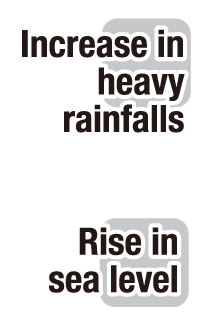 Increase in
heavy
rainfalls
Rise in
sea level